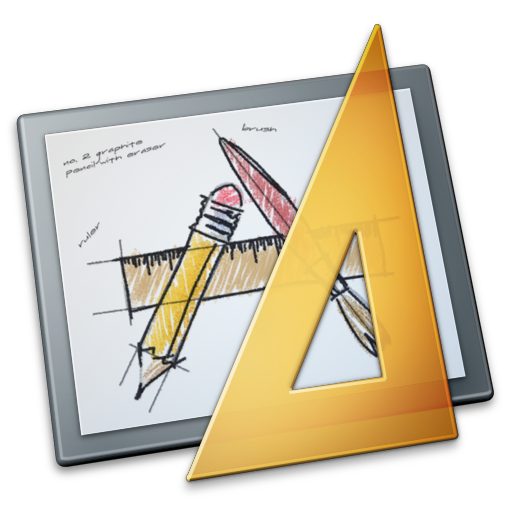 no. 2 graphite
pencil with eraser
brush
ruler